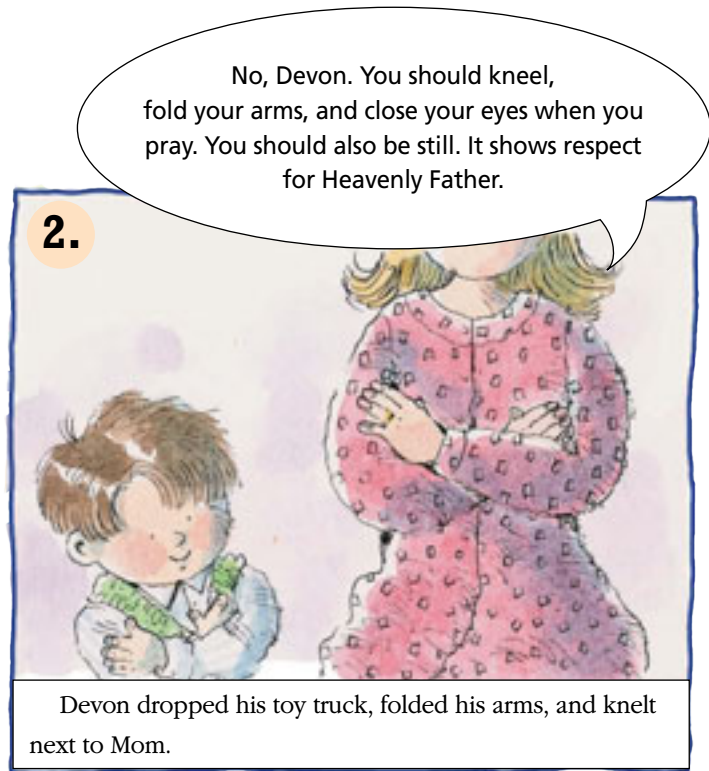 No, Devon. You should kneel,
fold your arms, and close your eyes when you
pray. You should also be still. It shows respect
for Heavenly Father.
2.
Devon dropped his toy truck, folded his arms, and knelt
next to Mom.